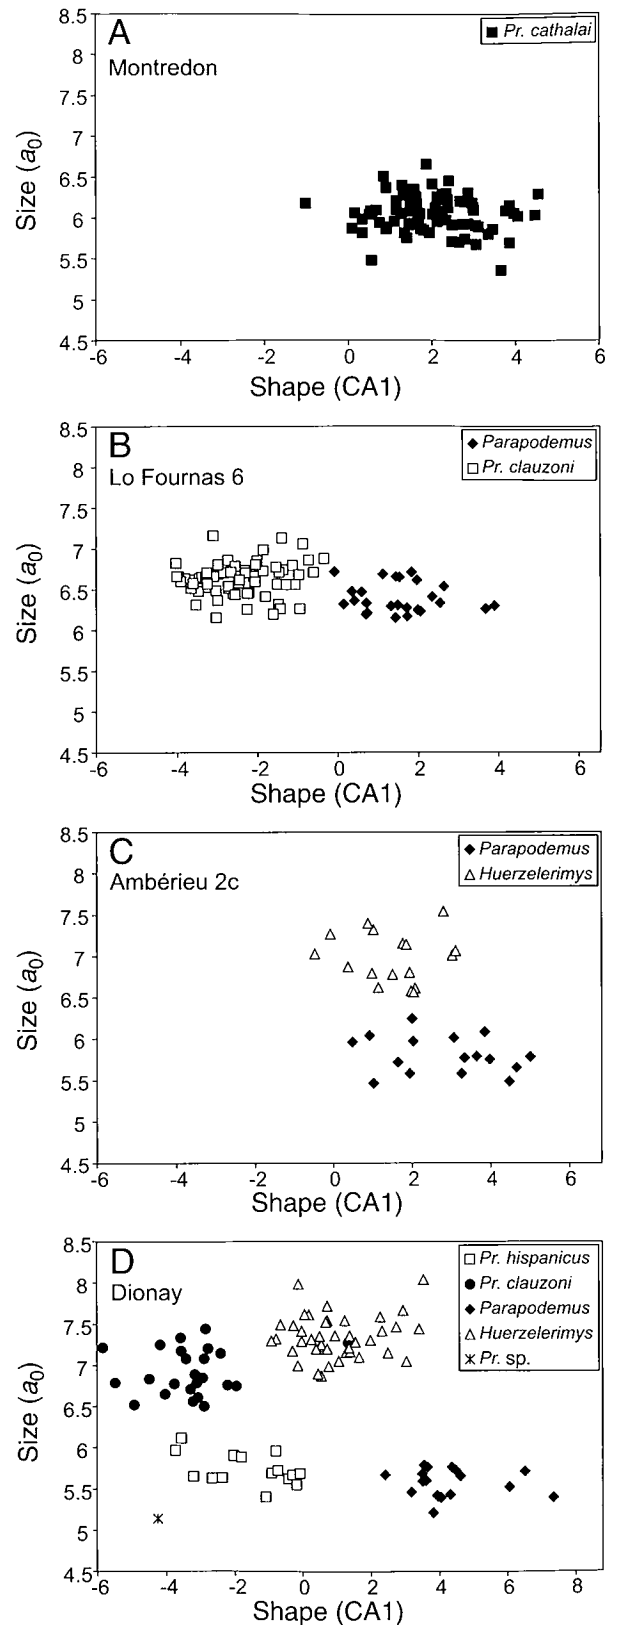 A
Montredon
■ Pr. cathalai
8.5
8
7.5
7
6.5
6
5.5
5
4.5
Size (a0)
-6 -4 -2 0 2 4 6
Shape (CA1)
B
Lo Fournas 6
◆ Parapodemus
□ Pr. clauzoni
8.5
8
7.5
7
6.5
6
5.5
5
4.5
Size (a0)
-6 -4 -2 0 2 4 6
Shape (CA1)
C
Ambérieu 2c
◆ Parapodemus
△ Huerzelerimys
8.5
8
7.5
7
6.5
6
5.5
5
4.5
Size (a0)
-6 -4 -2 0 2 4 6
Shape (CA1)
D
Dionay
□ Pr. hispanicus
● Pr. clauzoni
◆ Parapodemus
△ Huerzelerimys
✳ Pr. sp.
8.5
8
7.5
7
6.5
6
5.5
5
4.5
Size (a0)
-6 -4 -2 0 2 4 6 8
Shape (CA1)